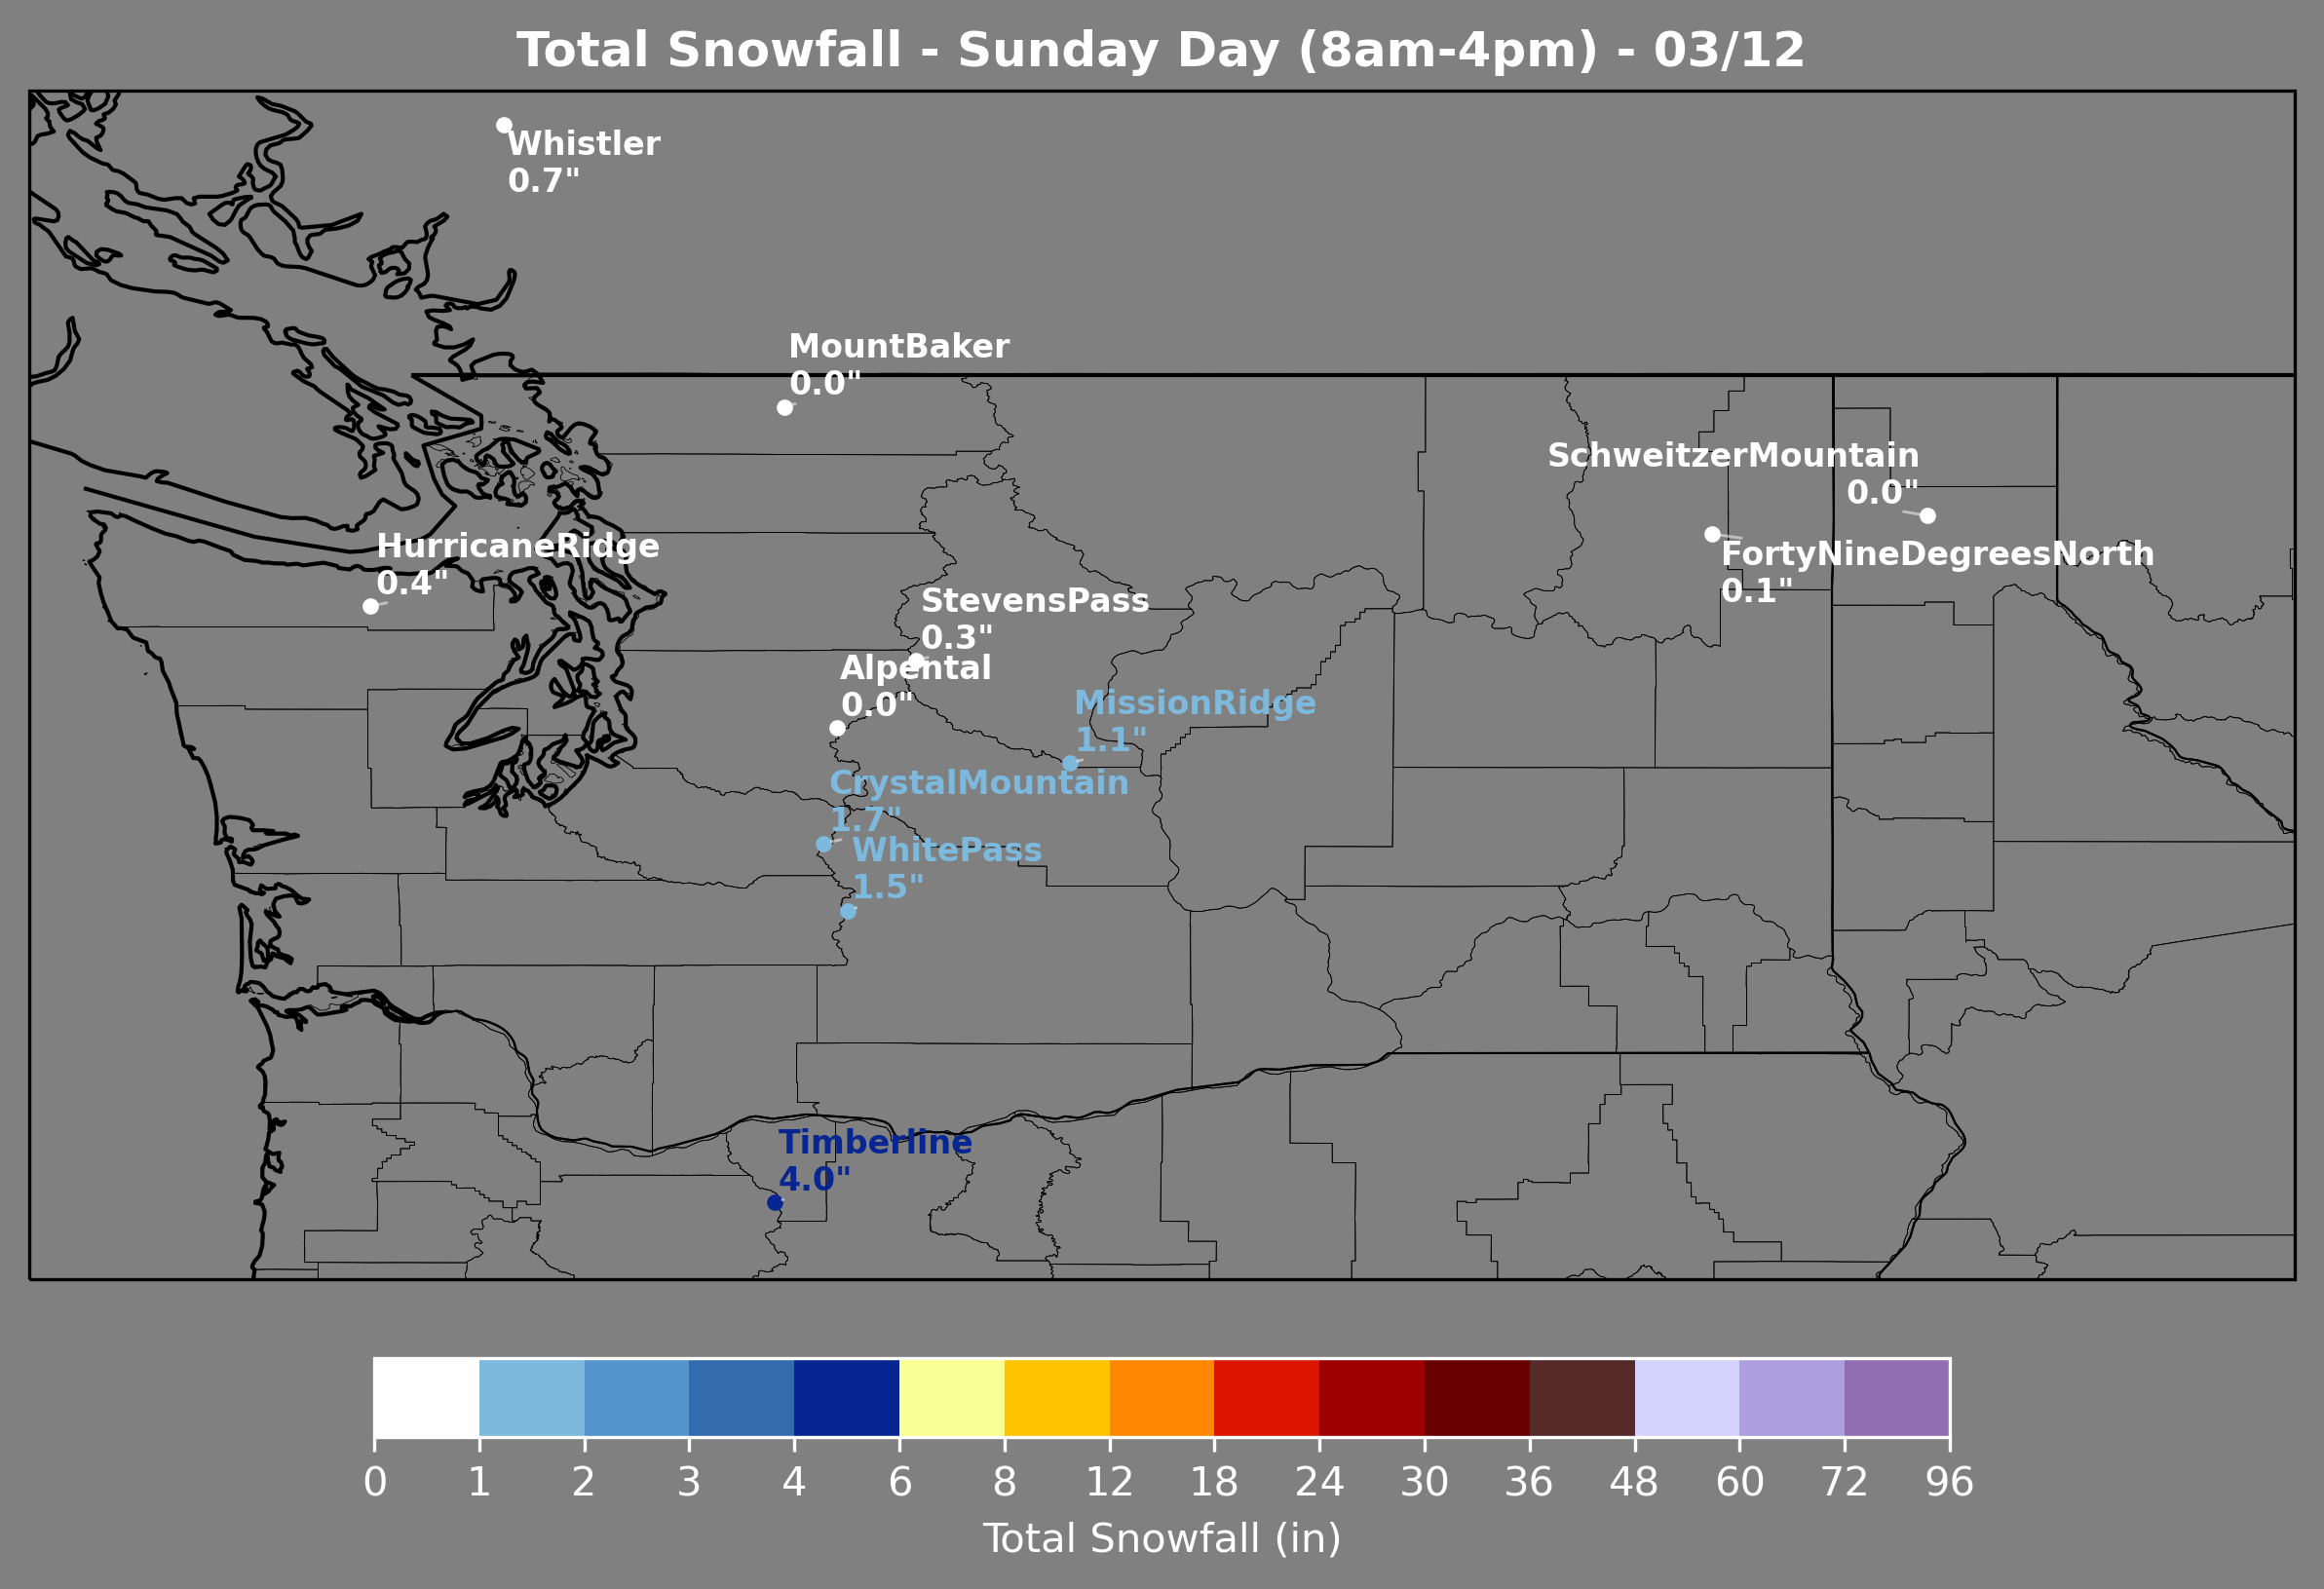 Total Snowfall - Sunday Day (8am-4pm) - 03/12
Whistler
0.7"
MountBaker
0.0"
SchweitzerMountain
0.0"
HurricaneRidge
0.4"
FortyNineDegreesNorth
0.1"
StevensPass
0.3"
Alpental
0.0"
MissionRidge
1.1"
CrystalMountain
1.7"
WhitePass
1.5"
Timberline
4.0"
0 1 2 3 4 6 8 12 18 24 30 36 48 60 72 96
Total Snowfall (in)